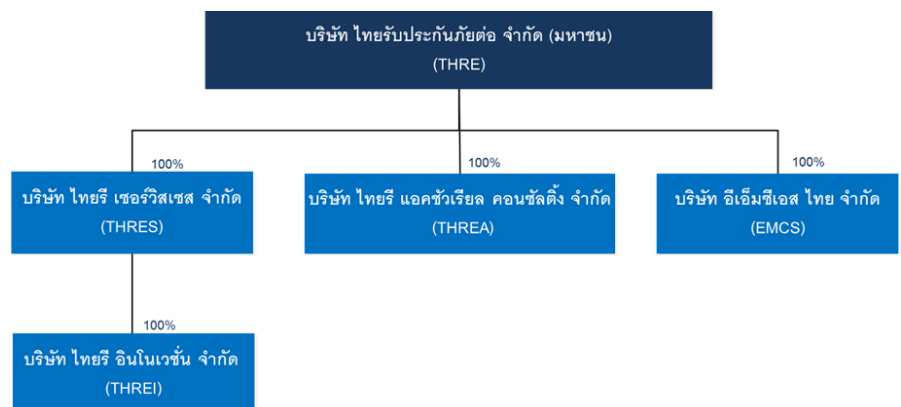 บริษัท ไทยรับประกันภัยต่อ จำกัด (มหาชน)
(THRE)
100%
100%
100%
บริษัท ไทยรี เซอร์วิสเซส จำกัด
(THRES)
บริษัท ไทยรี แอคชัวเรียล คอนซัลติ้ง จำกัด
(THREA)
บริษัท อีเอ็มซีเอส ไทย จำกัด
(EMCS)
100%
บริษัท ไทยรี อินโนเวชั่น จำกัด
(THREI)